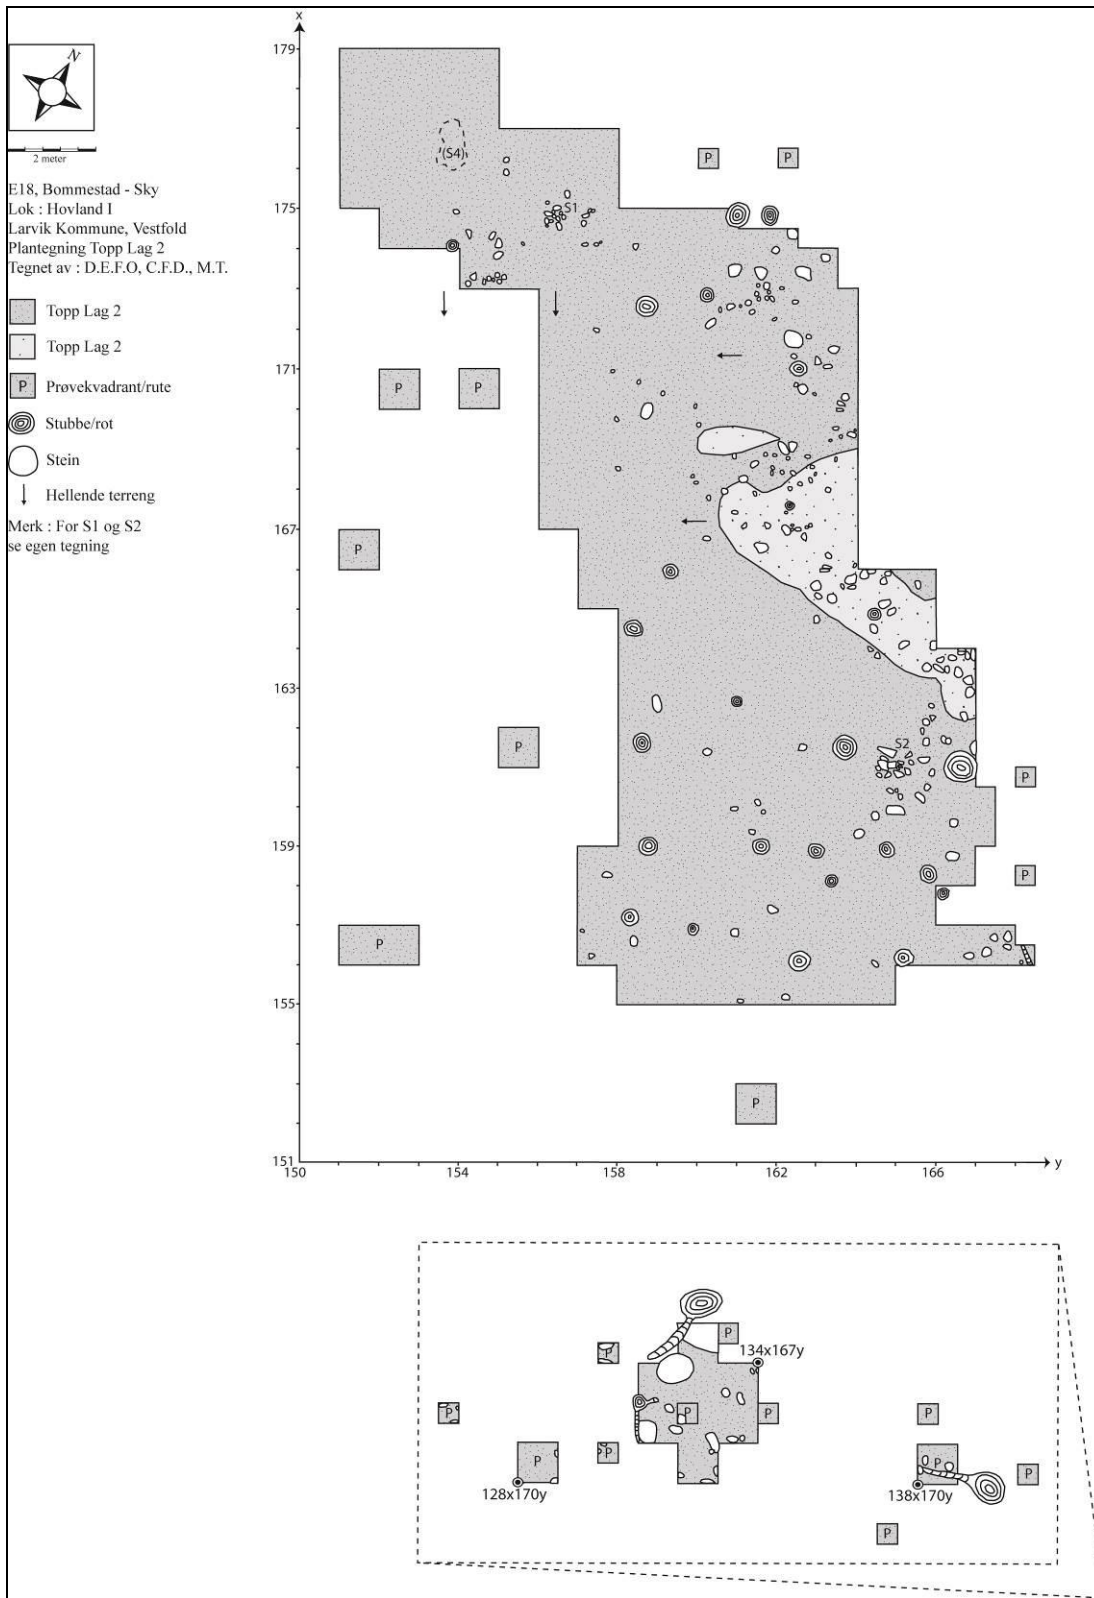 x
179
N
2 meter
P P
(S4)
E18, Bommestad - Sky
Lok : Hovland I
Larvik Kommune, Vestfold
Plantegning Topp Lag 2
Tegnet av : D.E.F.O, C.F.D., M.T.
175
S1
Topp Lag 2
Topp Lag 2
P Prøvekvadrant/rute
Stubbe/rot
Stein
Hellende terreng
Merk : For S1 og S2
se egen tegning
171
P P
167
P
163
P
S2
P
159
P
P
155
P
151
150 154 158 162 166 y
P
134x167y
P
P P P P
P
P P
128x170y
138x170y
P
P